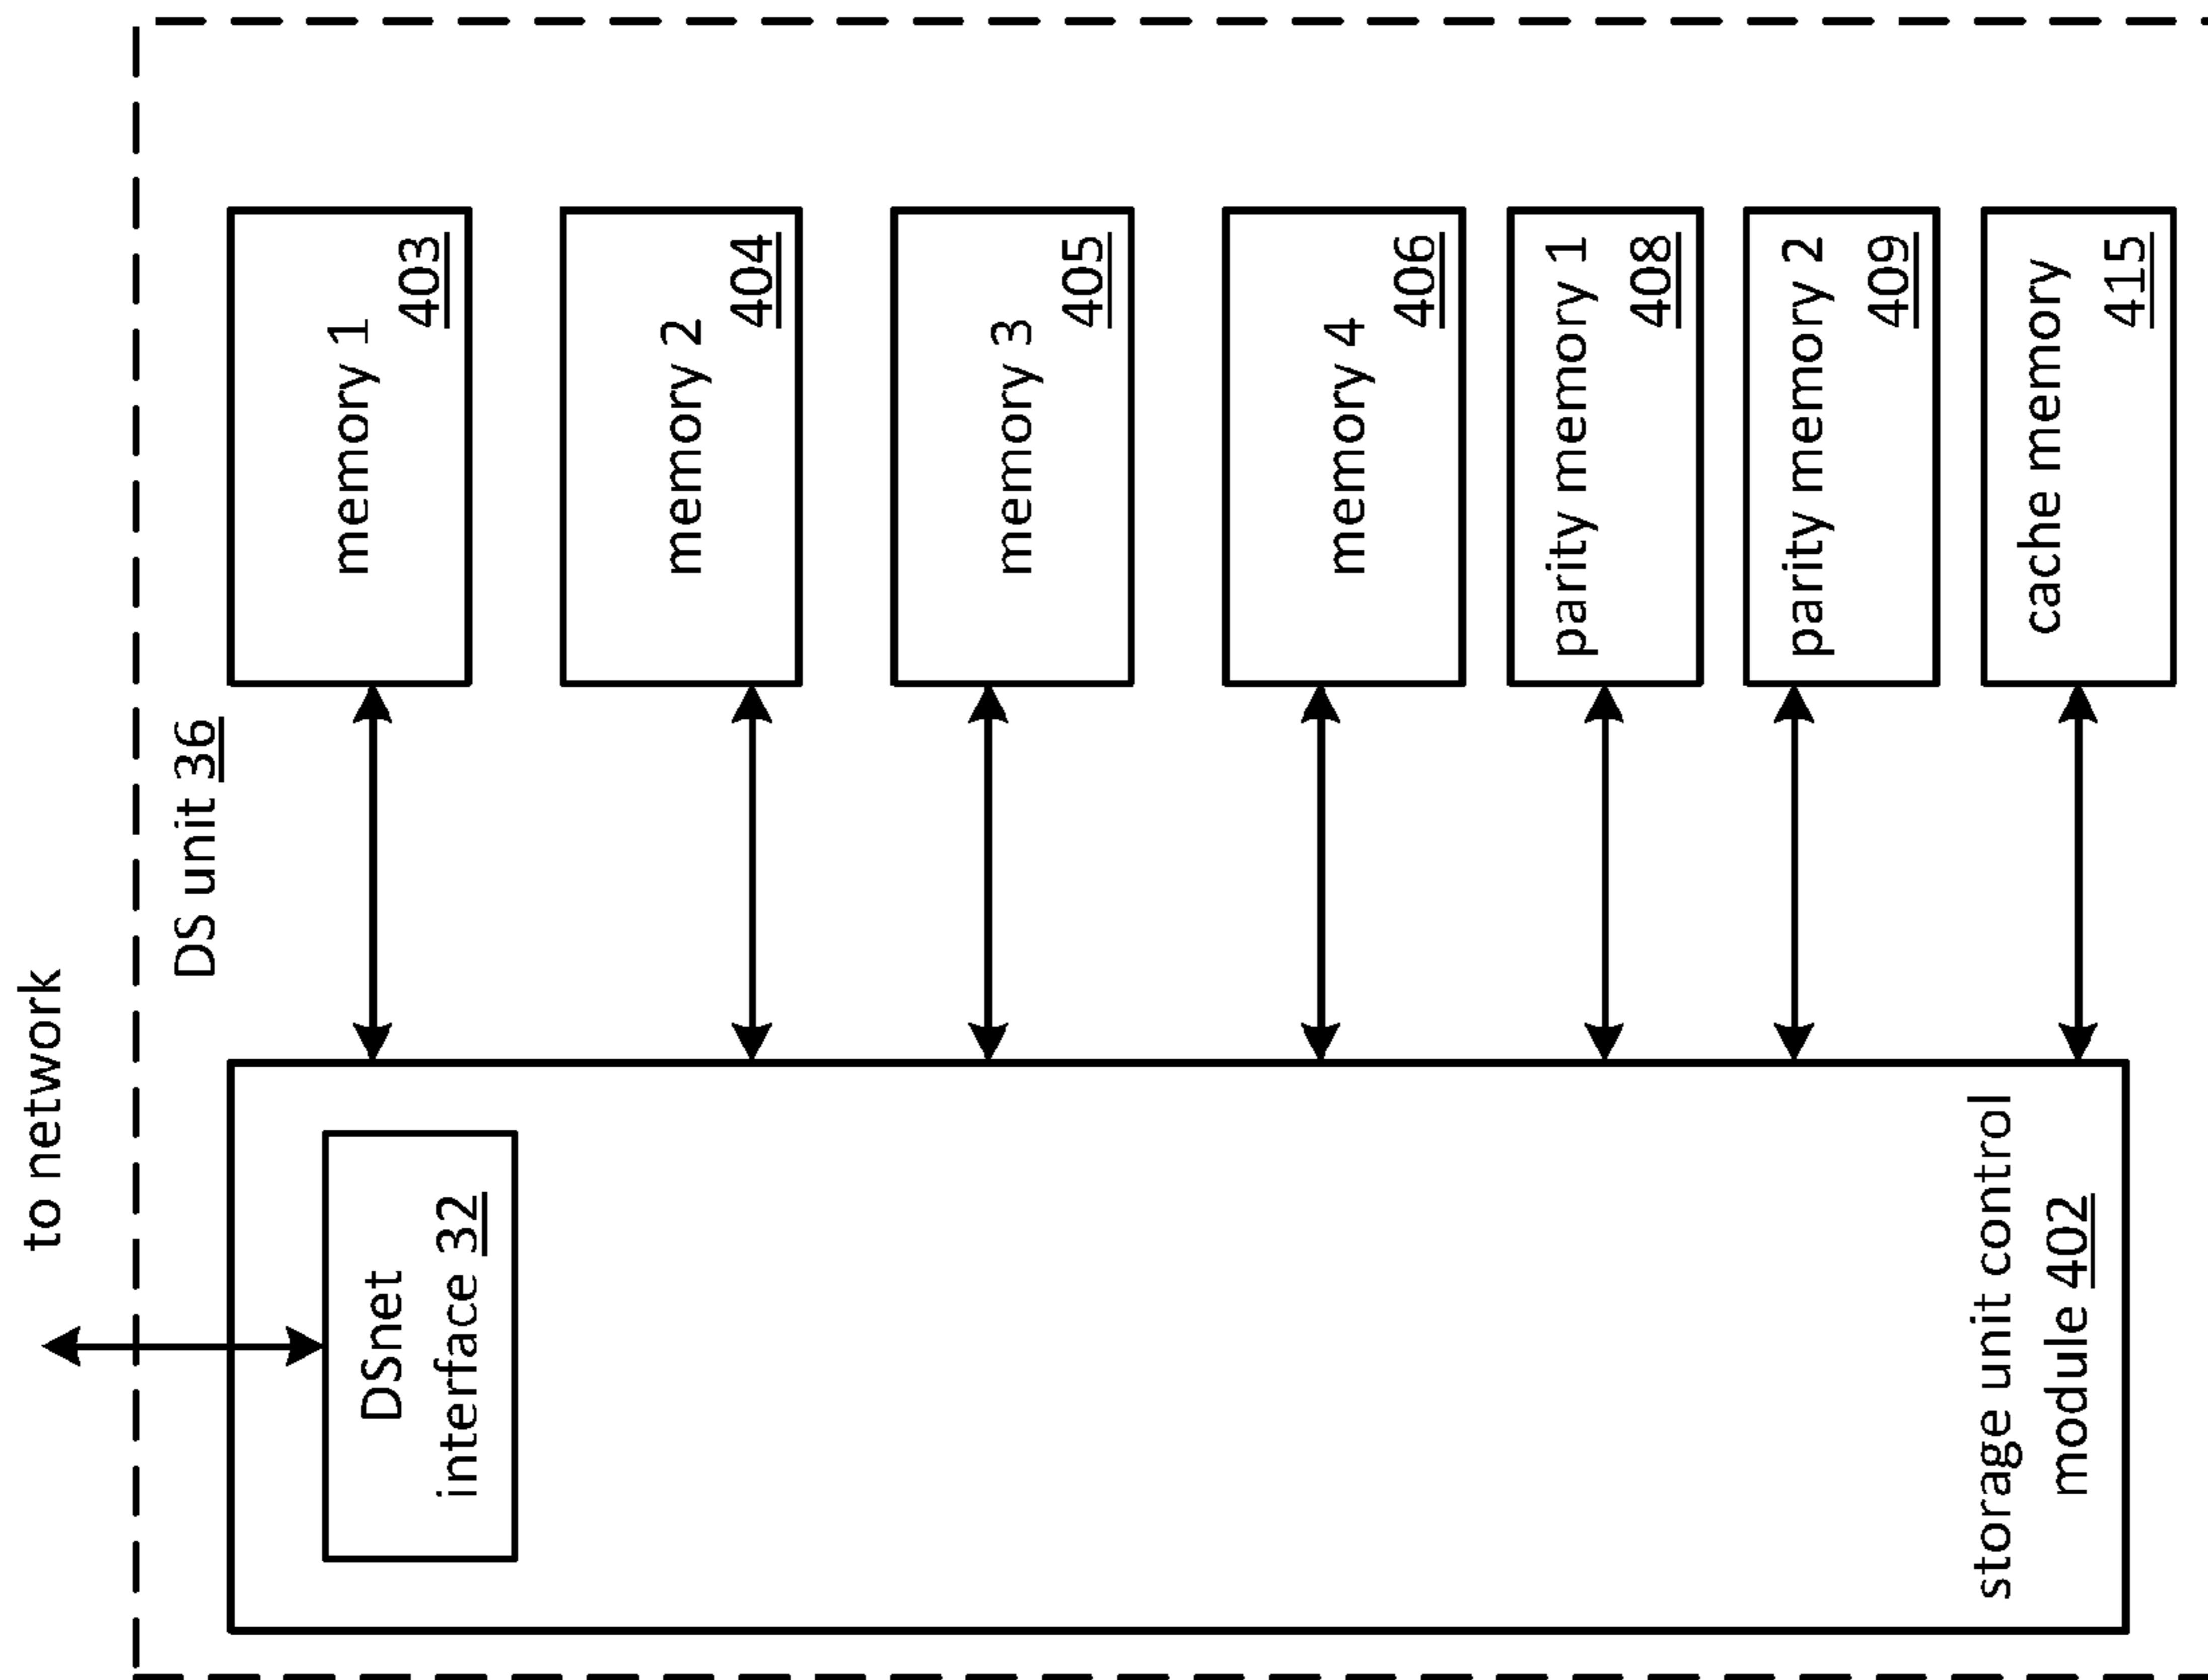 to network
DS unit 36
DSnet
interface 32
storage unit control
module 402
memory 1
403
memory 2
404
memory 3
405
memory 4
406
parity memory 1
408
parity memory 2
409
cache memory
415